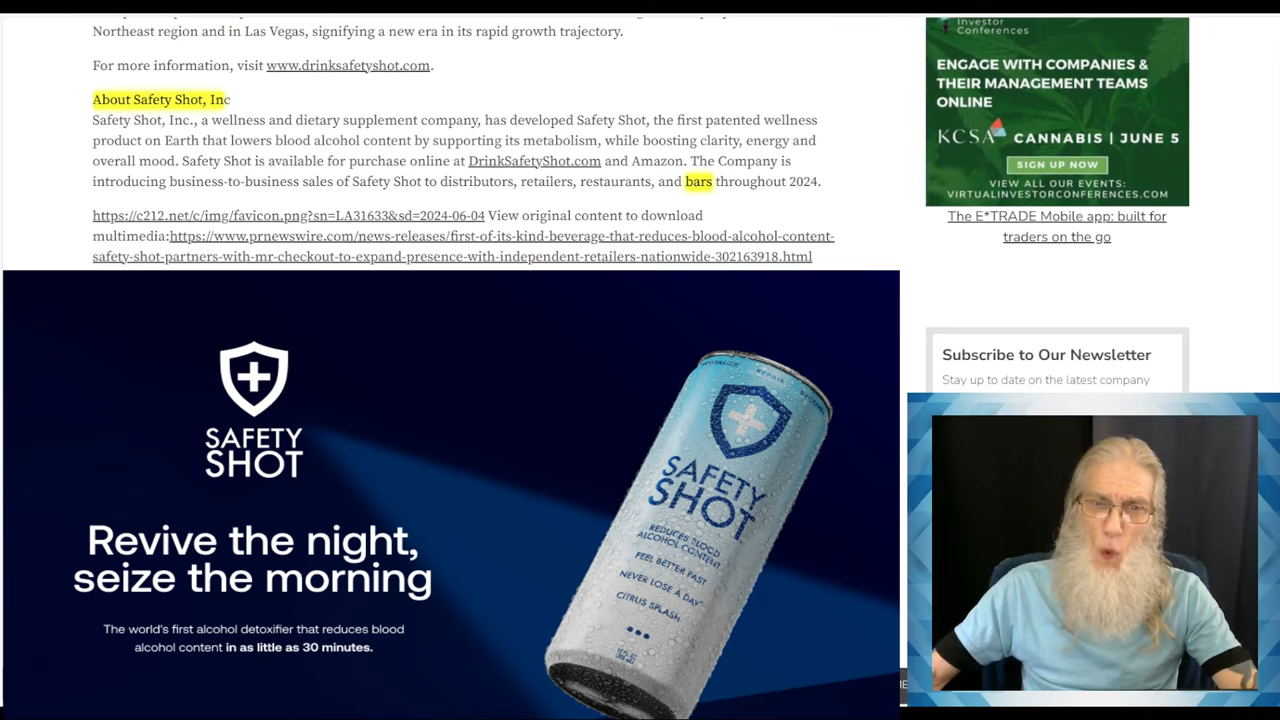 Northeast region and in Las Vegas, signifying a new era in its rapid growth trajectory.
For more information, visit www.drinksafetyshot.com.
About Safety Shot, Inc
Safety Shot, Inc., a wellness and dietary supplement company, has developed Safety Shot, the first patented wellness
product on Earth that lowers blood alcohol content by supporting its metabolism, while boosting clarity, energy and
overall mood. Safety Shot is available for purchase online at DrinkSafetyShot.com and Amazon. The Company is
introducing business-to-business sales of Safety Shot to distributors, retailers, restaurants, and bars throughout 2024.
https://c212.net/c/img/favicon.png?sn=LA31633&sd=2024-06-04 View original content to download
multimedia:https://www.prnewswire.com/news-releases/first-of-its-kind-beverage-that-reduces-blood-alcohol-content-
safety-shot-partners-with-mr-checkout-to-expand-presence-with-independent-retailers-nationwide-302163918.html
Investor
Conferences
ENGAGE WITH COMPANIES &
THEIR MANAGEMENT TEAMS
ONLINE
KCSA CANNABIS | JUNE 5
SIGN UP NOW
VIEW ALL OUR EVENTS:
VIRTUALINVESTORCONFERENCES.COM
The E*TRADE Mobile app: built for
traders on the go
Subscribe to Our Newsletter
Stay up to date on the latest company
SAFETY
SHOT
Revive the night,
seize the morning
The world's first alcohol detoxifier that reduces blood
alcohol content in as little as 30 minutes.
REPAIR
SAFETY
SHOT
REDUCES BLOOD
ALCOHOL CONTENT
FEEL BETTER FAST
NEVER LOSE A DAY
CITRUS SPLASH